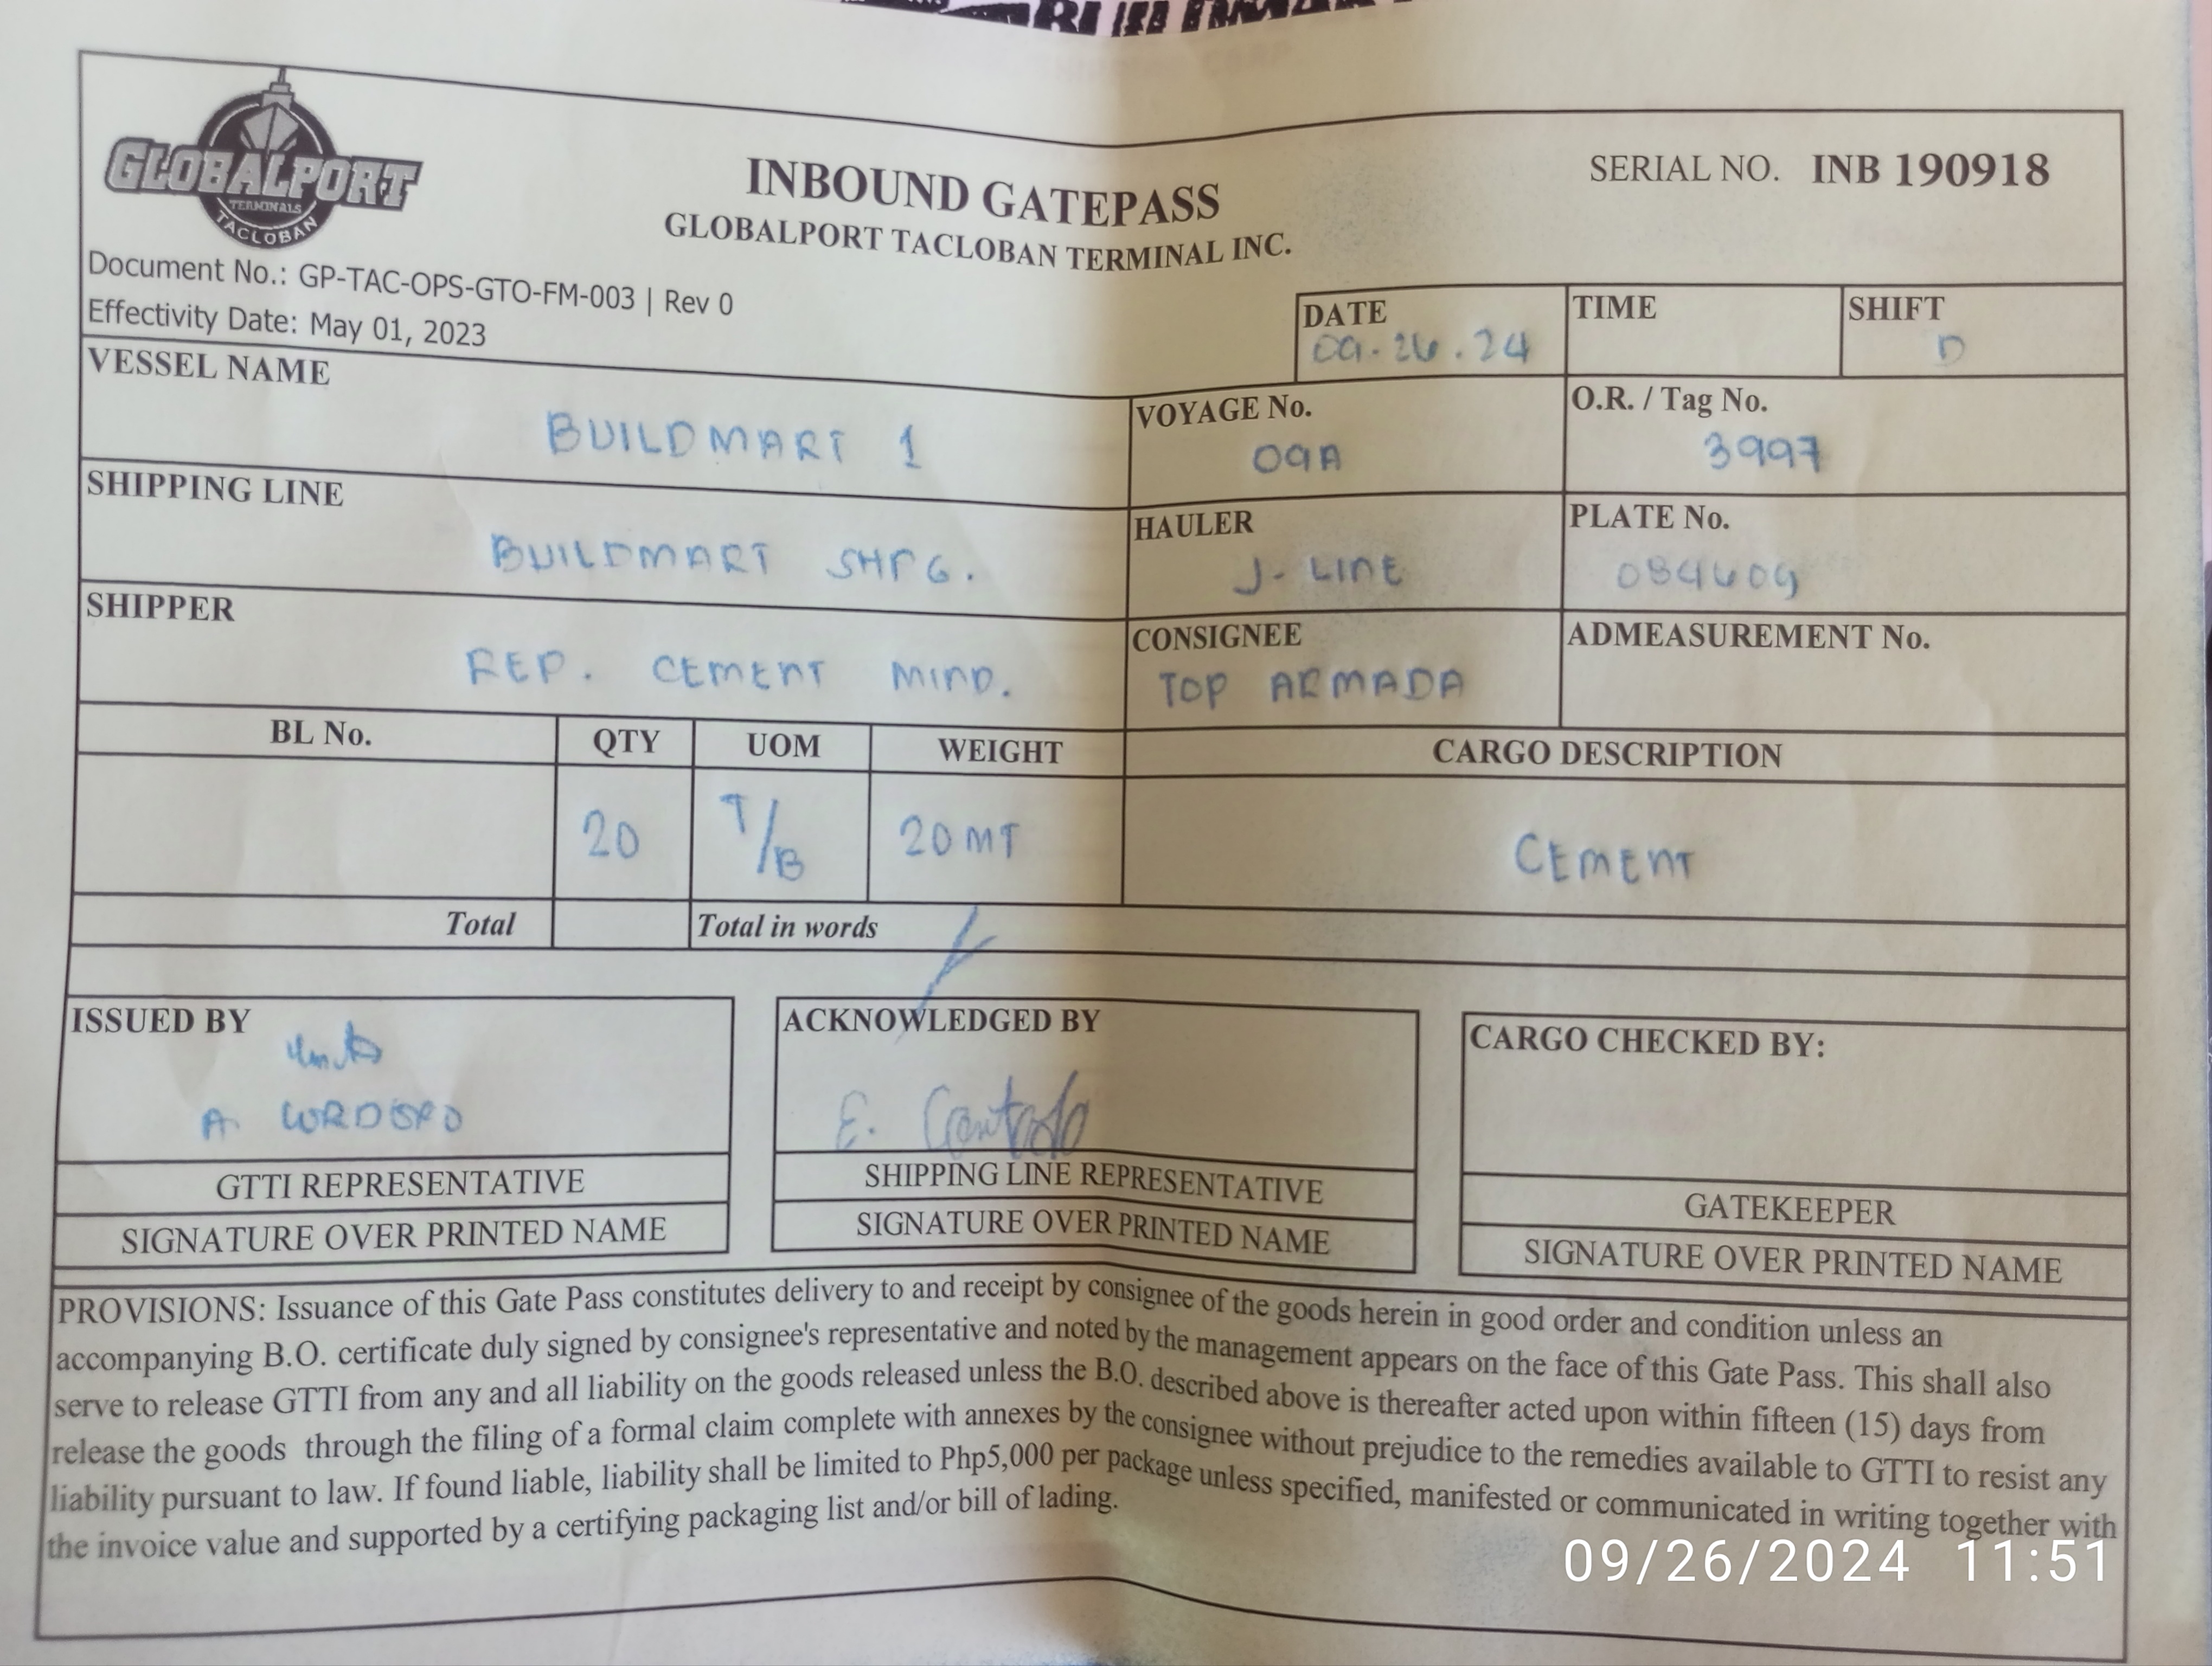 GLOBALPORT
TERMINALS
TACLOBAN
INBOUND GATEPASS
GLOBALPORT TACLOBAN TERMINAL INC.
SERIAL NO. INB 190918
Document No.: GP-TAC-OPS-GTO-FM-003 | Rev 0
Effectivity Date: May 01, 2023
DATE TIME SHIFT
09.26.24 D
VESSEL NAME VOYAGE No. O.R. / Tag No.
BUILDMART 1 09A 3997
SHIPPING LINE HAULER PLATE No.
BUILDMART SHPG. J-LINE
SHIPPER CONSIGNEE ADMEASUREMENT No.
REP. CEMENT MIND. TOP ARMADA
BL No. QTY UOM WEIGHT CARGO DESCRIPTION
20 T/B 20 MT CEMENT
Total Total in words
ISSUED BY ACKNOWLEDGED BY CARGO CHECKED BY:
A. E.
GTTI REPRESENTATIVE SHIPPING LINE REPRESENTATIVE GATEKEEPER
SIGNATURE OVER PRINTED NAME SIGNATURE OVER PRINTED NAME SIGNATURE OVER PRINTED NAME
PROVISIONS: Issuance of this Gate Pass constitutes delivery to and receipt by consignee of the goods herein in good order and condition unless an
accompanying B.O. certificate duly signed by consignee's representative and noted by the management appears on the face of this Gate Pass. This shall also
serve to release GTTI from any and all liability on the goods released unless the B.O. described above is thereafter acted upon within fifteen (15) days from
release the goods through the filing of a formal claim complete with annexes by the consignee without prejudice to the remedies available to GTTI to resist any
liability pursuant to law. If found liable, liability shall be limited to Php5,000 per package unless specified, manifested or communicated in writing together with
the invoice value and supported by a certifying packaging list and/or bill of lading.
09/26/2024 11:51